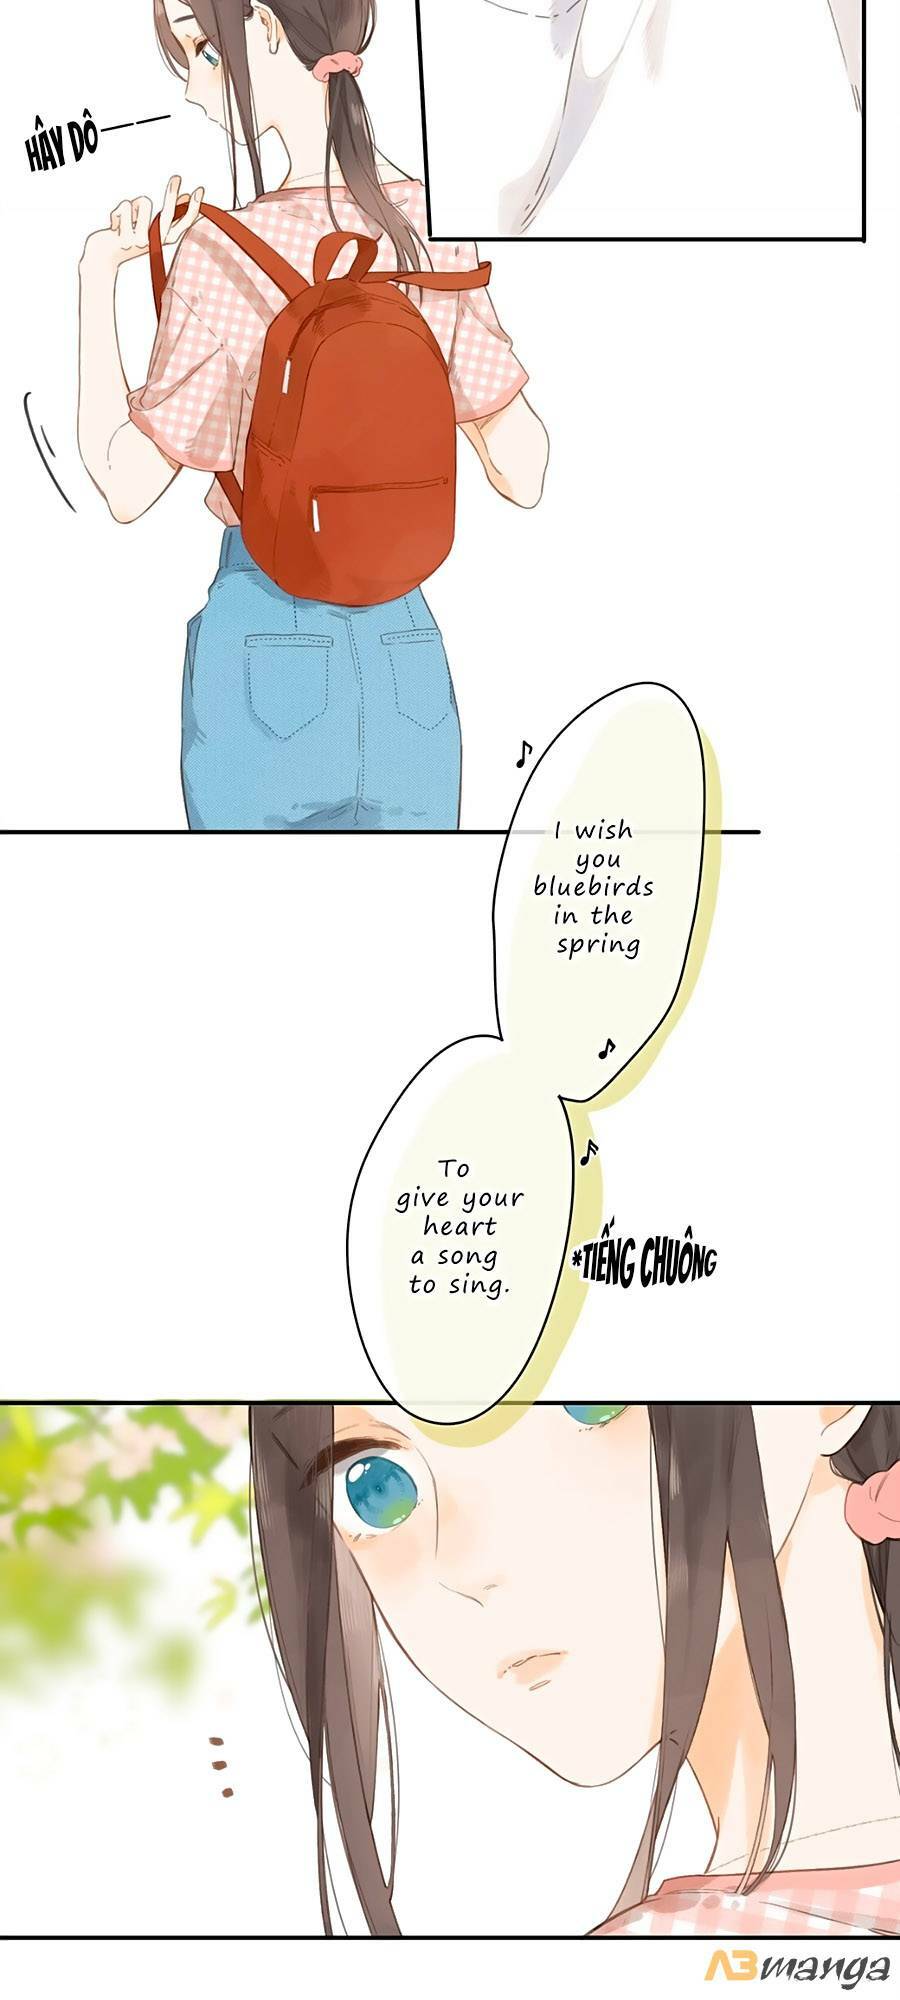 HÂY DÔ
♪
I wish
you
bluebirds
in the
spring
♪
♪
To
give your
heart
a song
to sing.
*TIẾNG CHUÔNG
A3manga